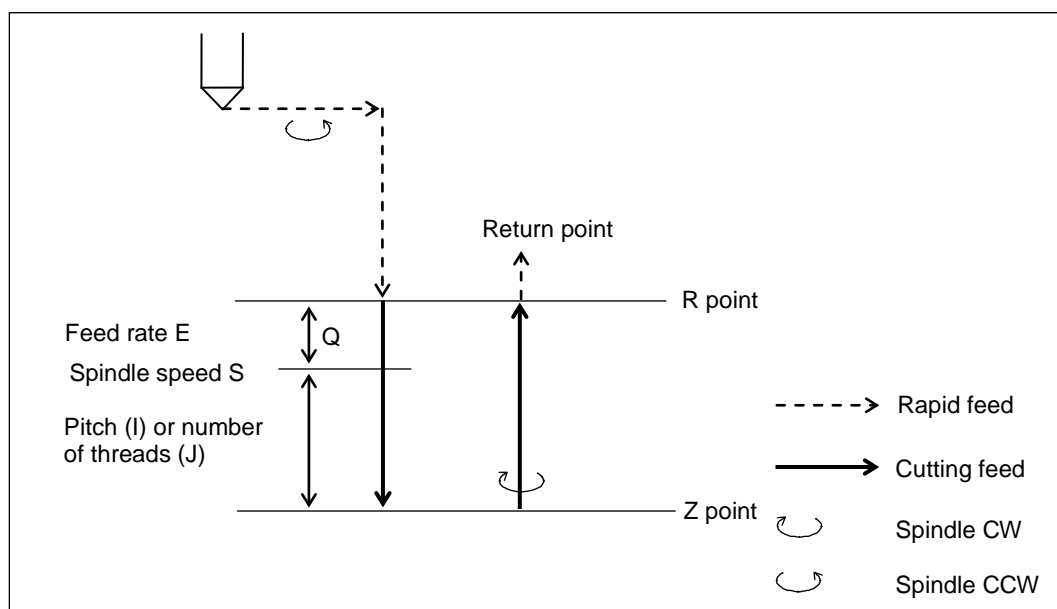 Return point
R point
Feed rate E
Q
Spindle speed S
Pitch (I) or number
of threads (J)
Z point
Rapid feed
Cutting feed
Spindle CW
Spindle CCW